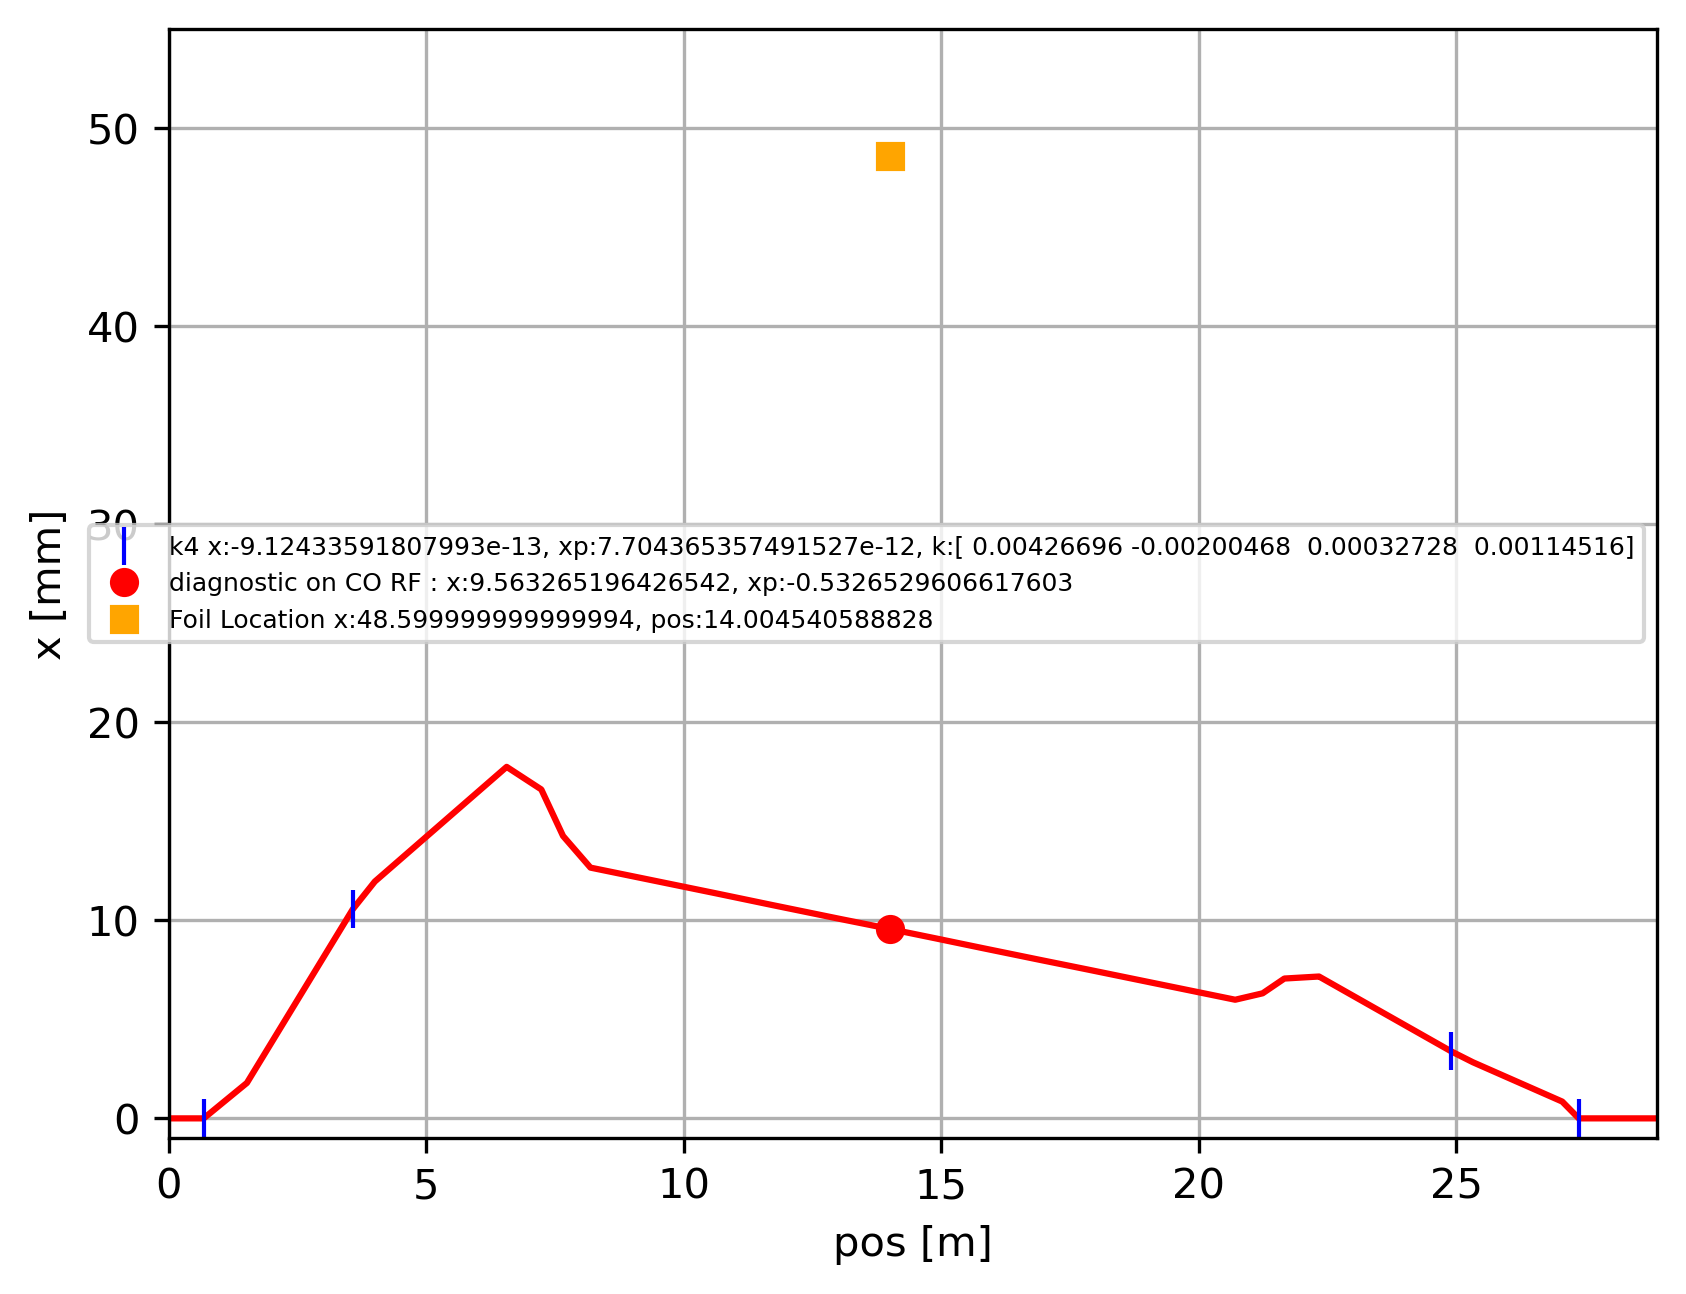 50
40
30
k4 x:-9.12433591807993e-13, xp:7.704365357491527e-12, k:[ 0.00426696 -0.00200468  0.00032728  0.00114516]
diagnostic on CO RF : x:9.563265196426542, xp:-0.5326529606617603
Foil Location x:48.599999999999994, pos:14.004540588828
x [mm]
20
10
0
0 5 10 15 20 25
pos [m]